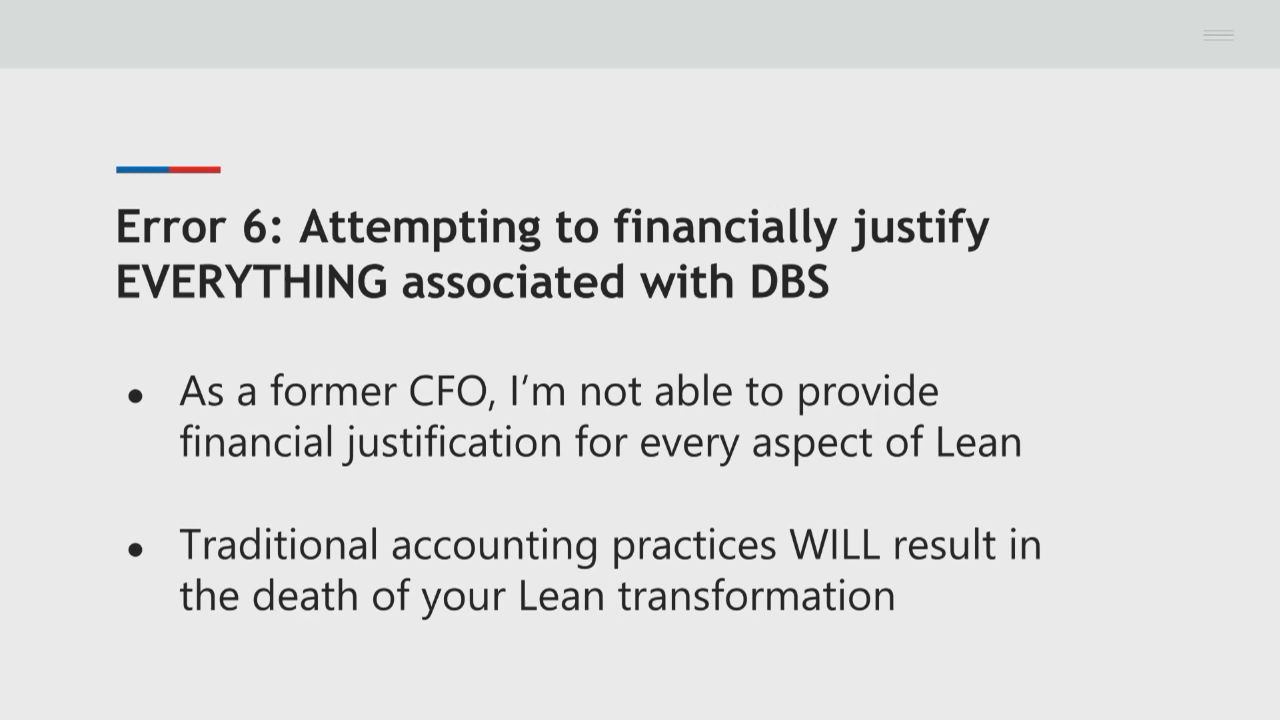 Error 6: Attempting to financially justify
EVERYTHING associated with DBS
● As a former CFO, I’m not able to provide
financial justification for every aspect of Lean
● Traditional accounting practices WILL result in
the death of your Lean transformation